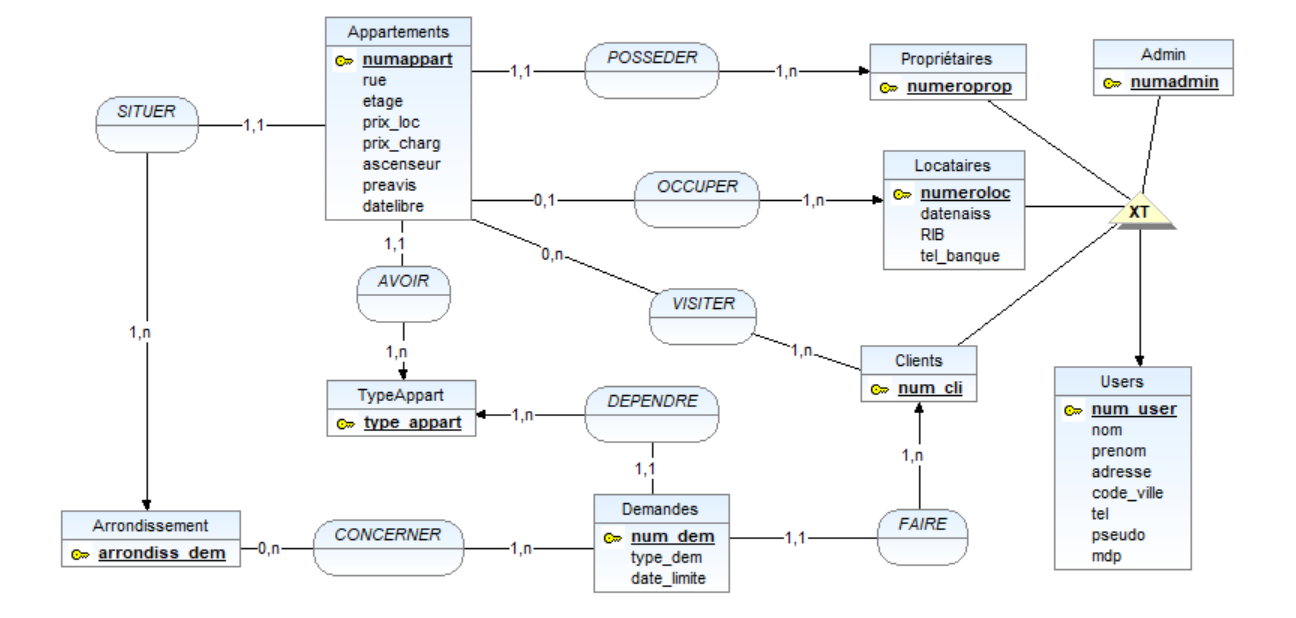 Appartements
numappart
rue
etage
prix_loc
prix_charg
ascenseur
preavis
datelibre
POSSEDER
1,1
1,n
Propriétaires
numeroprop
Admin
numadmin
SITUER
1,1
1,n
OCCUPER
0,1
1,n
Locataires
numeroloc
datenaiss
RIB
tel_banque
XT
1,1
AVOIR
1,n
0,n
VISITER
1,n
Clients
num_cli
Users
num_user
nom
prenom
adresse
code_ville
tel
pseudo
mdp
TypeAppart
type_appart
1,n
DEPENDRE
1,1
1,n
Arrondissement
arrondiss_dem
0,n
CONCERNER
1,n
Demandes
num_dem
type_dem
date_limite
1,1
FAIRE